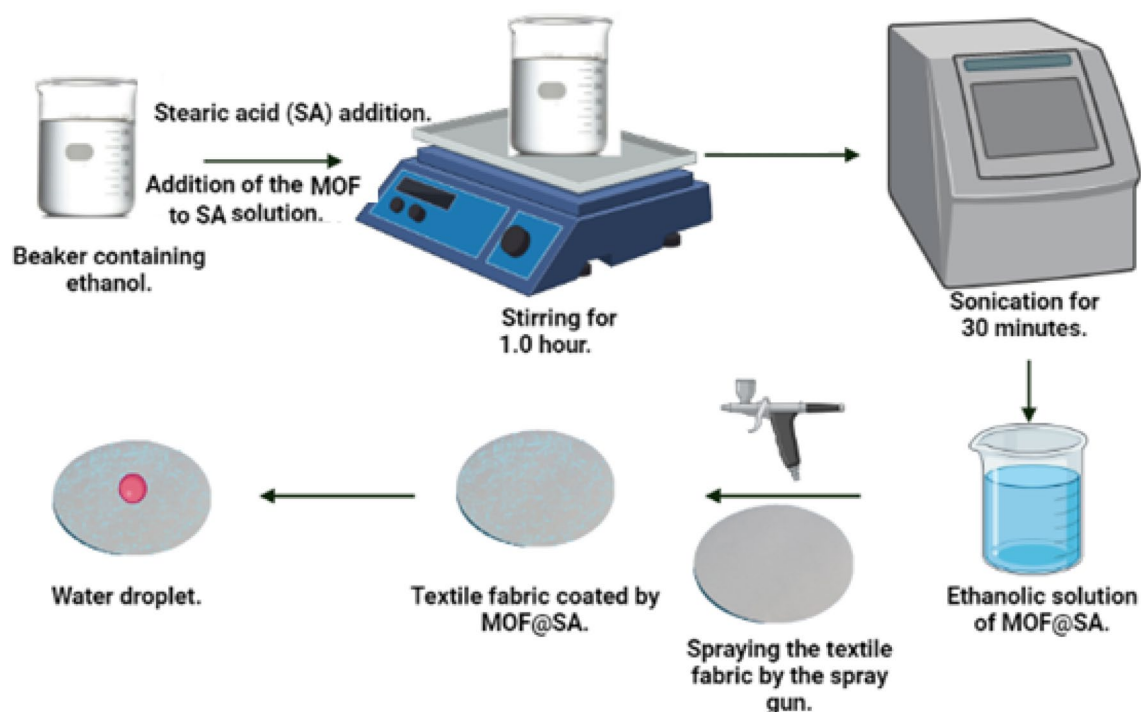 Stearic acid (SA) addition.
Addition of the MOF
to SA solution.
Beaker containing
ethanol.
Stirring for
1.0 hour.
Sonication for
30 minutes.
Ethanolic solution
of MOF@SA.
Spraying the textile
fabric by the spray
gun.
Textile fabric coated by
MOF@SA.
Water droplet.